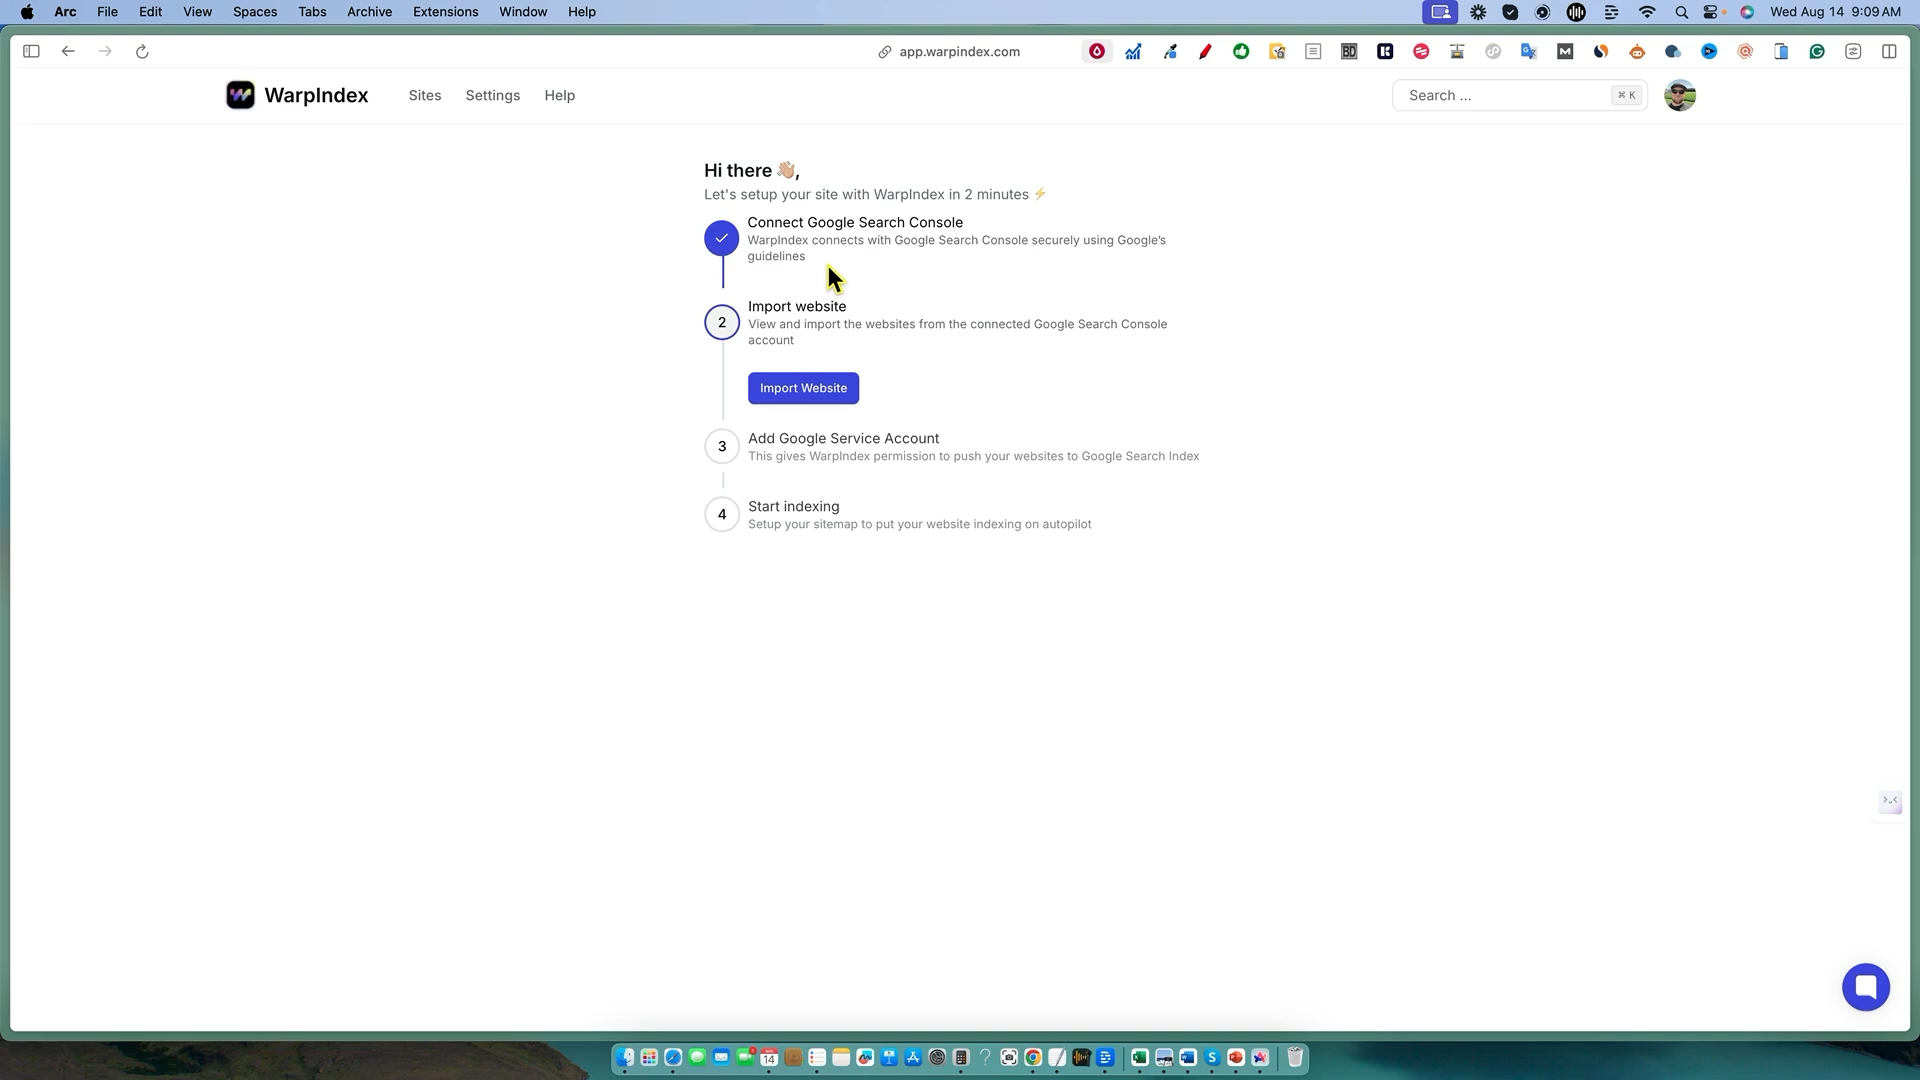 Arc File Edit View Spaces Tabs Archive Extensions Window Help Wed Aug 14 9:09 AM
app.warpindex.com
WarpIndex Sites Settings Help Search ... ⌘ K
Hi there 👋🏼,
Let's setup your site with WarpIndex in 2 minutes ⚡
Connect Google Search Console
WarpIndex connects with Google Search Console securely using Google’s
guidelines
2 Import website
View and import the websites from the connected Google Search Console
account
Import Website
3 Add Google Service Account
This gives WarpIndex permission to push your websites to Google Search Index
4 Start indexing
Setup your sitemap to put your website indexing on autopilot